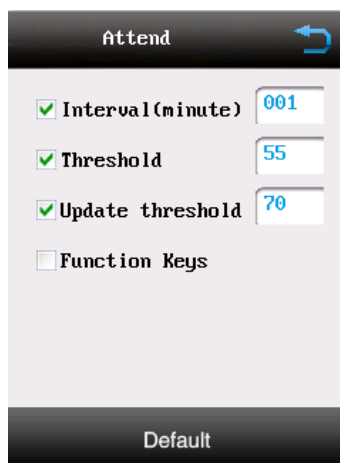 Attend
Interval(minute) 001
Threshold 55
Update threshold 70
Function Keys
Default